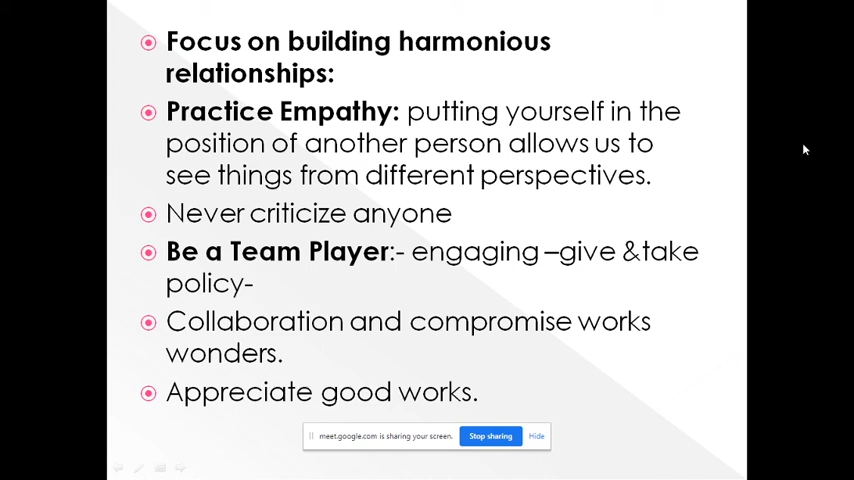 Focus on building harmonious
relationships:
Practice Empathy: putting yourself in the
position of another person allows us to
see things from different perspectives.
Never criticize anyone
Be a Team Player:- engaging –give &take
policy-
Collaboration and compromise works
wonders.
Appreciate good works.
meet.google.com is sharing your screen. Stop sharing Hide